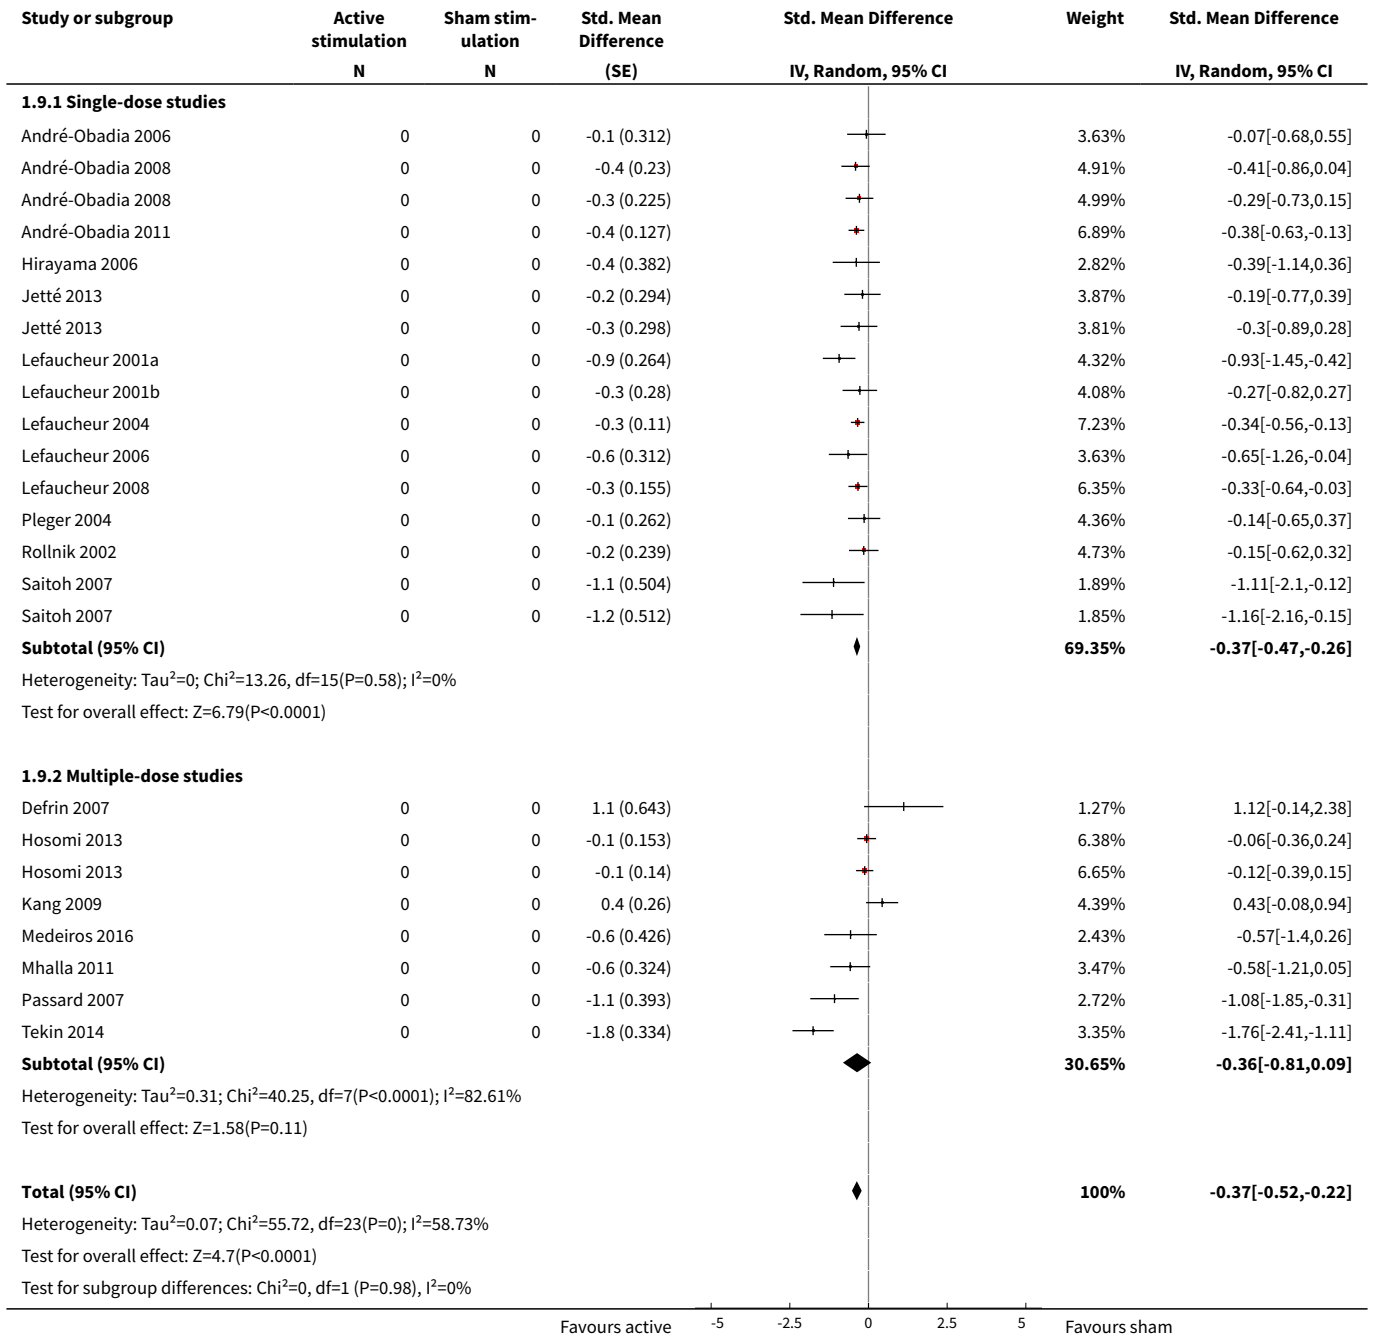 Study or subgroup Active stimulation Sham stim-ulation Std. Mean Difference Std. Mean Difference Weight Std. Mean Difference
N N (SE) IV, Random, 95% CI IV, Random, 95% CI
1.9.1 Single-dose studies
André-Obadia 2006 0 0 -0.1 (0.312) 3.63% -0.07[-0.68,0.55]
André-Obadia 2008 0 0 -0.4 (0.23) 4.91% -0.41[-0.86,0.04]
André-Obadia 2008 0 0 -0.3 (0.225) 4.99% -0.29[-0.73,0.15]
André-Obadia 2011 0 0 -0.4 (0.127) 6.89% -0.38[-0.63,-0.13]
Hirayama 2006 0 0 -0.4 (0.382) 2.82% -0.39[-1.14,0.36]
Jetté 2013 0 0 -0.2 (0.294) 3.87% -0.19[-0.77,0.39]
Jetté 2013 0 0 -0.3 (0.298) 3.81% -0.3[-0.89,0.28]
Lefaucheur 2001a 0 0 -0.9 (0.264) 4.32% -0.93[-1.45,-0.42]
Lefaucheur 2001b 0 0 -0.3 (0.28) 4.08% -0.27[-0.82,0.27]
Lefaucheur 2004 0 0 -0.3 (0.11) 7.23% -0.34[-0.56,-0.13]
Lefaucheur 2006 0 0 -0.6 (0.312) 3.63% -0.65[-1.26,-0.04]
Lefaucheur 2008 0 0 -0.3 (0.155) 6.35% -0.33[-0.64,-0.03]
Pleger 2004 0 0 -0.1 (0.262) 4.36% -0.14[-0.65,0.37]
Rollnik 2002 0 0 -0.2 (0.239) 4.73% -0.15[-0.62,0.32]
Saitoh 2007 0 0 -1.1 (0.504) 1.89% -1.11[-2.1,-0.12]
Saitoh 2007 0 0 -1.2 (0.512) 1.85% -1.16[-2.16,-0.15]
Subtotal (95% CI) 69.35% -0.37[-0.47,-0.26]
Heterogeneity: Tau²=0; Chi²=13.26, df=15(P=0.58); I²=0%
Test for overall effect: Z=6.79(P<0.0001)
1.9.2 Multiple-dose studies
Defrin 2007 0 0 1.1 (0.643) 1.27% 1.12[-0.14,2.38]
Hosomi 2013 0 0 -0.1 (0.153) 6.38% -0.06[-0.36,0.24]
Hosomi 2013 0 0 -0.1 (0.14) 6.65% -0.12[-0.39,0.15]
Kang 2009 0 0 0.4 (0.26) 4.39% 0.43[-0.08,0.94]
Medeiros 2016 0 0 -0.6 (0.426) 2.43% -0.57[-1.4,0.26]
Mhalla 2011 0 0 -0.6 (0.324) 3.47% -0.58[-1.21,0.05]
Passard 2007 0 0 -1.1 (0.393) 2.72% -1.08[-1.85,-0.31]
Tekin 2014 0 0 -1.8 (0.334) 3.35% -1.76[-2.41,-1.11]
Subtotal (95% CI) 30.65% -0.36[-0.81,0.09]
Heterogeneity: Tau²=0.31; Chi²=40.25, df=7(P<0.0001); I²=82.61%
Test for overall effect: Z=1.58(P=0.11)
Total (95% CI) 100% -0.37[-0.52,-0.22]
Heterogeneity: Tau²=0.07; Chi²=55.72, df=23(P=0); I²=58.73%
Test for overall effect: Z=4.7(P<0.0001)
Test for subgroup differences: Chi²=0, df=1 (P=0.98), I²=0%
Favours active -5 -2.5 0 2.5 5 Favours sham